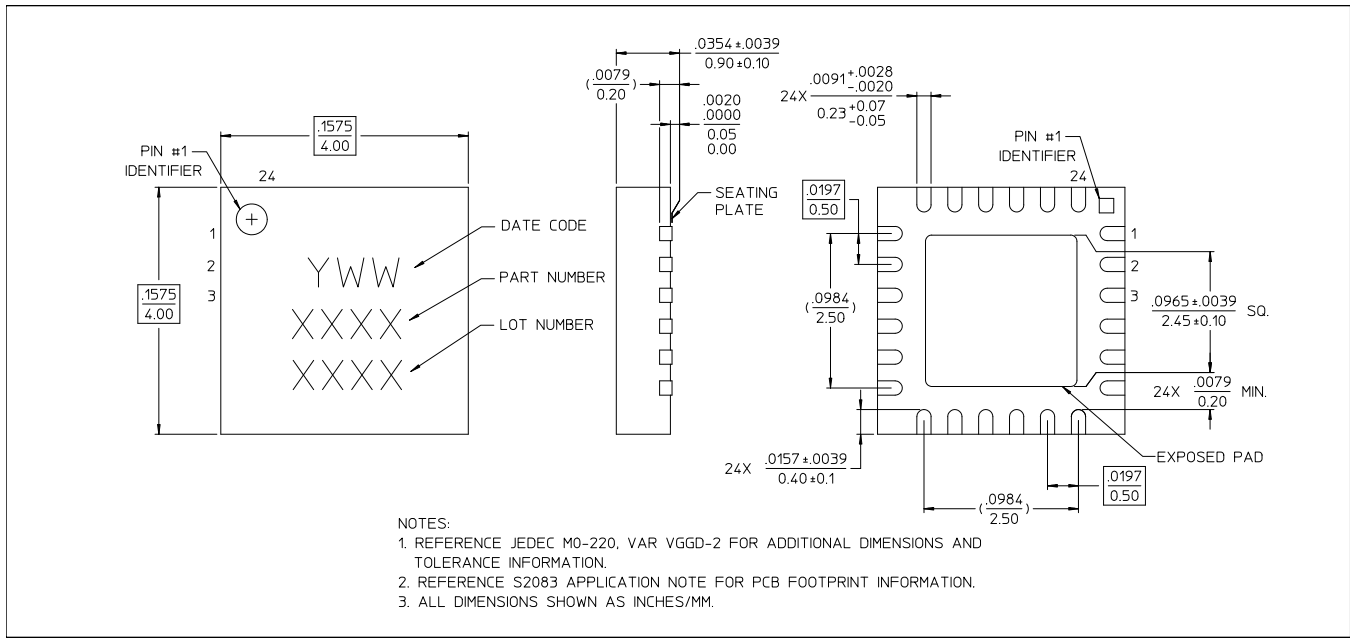 .1575
4.00
PIN #1
IDENTIFIER
24
1
2
3
.1575
4.00
YWW
XXXX
XXXX
DATE CODE
PART NUMBER
LOT NUMBER
.0354±.0039
0.90±0.10
(.0079)
0.20
.0020
.0000
0.05
0.00
SEATING
PLATE
24X .0091 +.0028 -.0020
0.23 +0.07 -0.05
PIN #1
IDENTIFIER
24
.0197
0.50
1
2
3
(.0984)
2.50
.0965±.0039 SQ.
2.45±0.10
24X .0079 MIN.
0.20
EXPOSED PAD
24X .0157±.0039
0.40±0.1
(.0984)
2.50
.0197
0.50
NOTES:
1. REFERENCE JEDEC MO-220, VAR VGGD-2 FOR ADDITIONAL DIMENSIONS AND
TOLERANCE INFORMATION.
2. REFERENCE S2083 APPLICATION NOTE FOR PCB FOOTPRINT INFORMATION.
3. ALL DIMENSIONS SHOWN AS INCHES/MM.